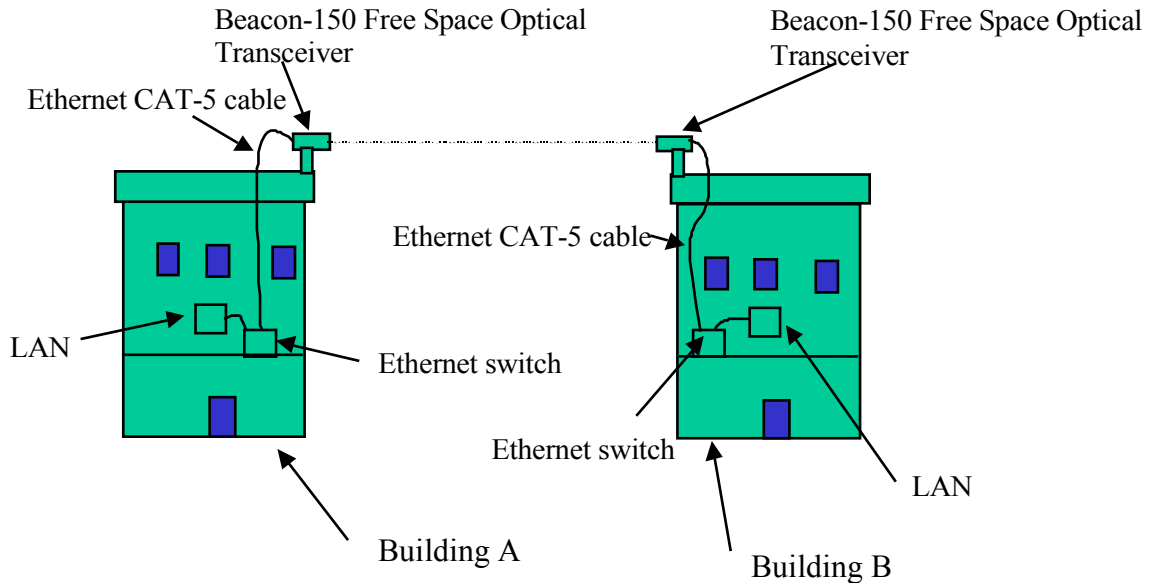 Beacon-150 Free Space Optical
Transceiver
Beacon-150 Free Space Optical
Transceiver
Ethernet CAT-5 cable
Ethernet CAT-5 cable
LAN
Ethernet switch
Ethernet switch
LAN
Building A
Building B